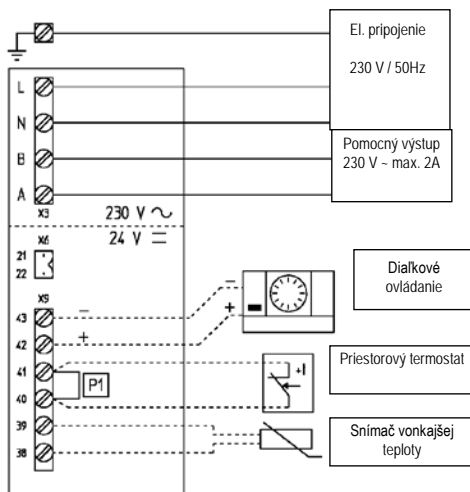 El. pripojenie
230 V / 50Hz
L
N
B
A
Pomocný výstup
230 V ~ max. 2A
X3
230 V ~
24 V =
X6
21
22
X9
43
42
41
40
39
38
−
+
−
+
P1
Diaľkové
ovládanie
+I
Priestorový termostat
Snímač vonkajšej
teploty